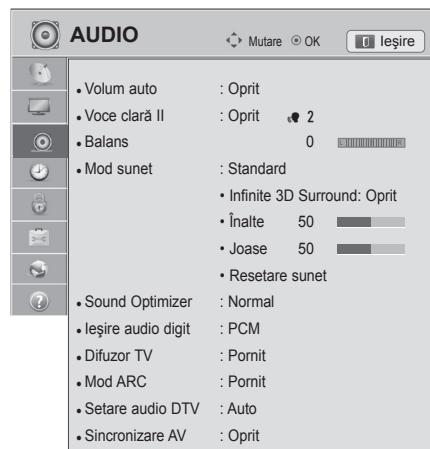 AUDIO Mutare OK Ieşire
• Volum auto : Oprit
• Voce clară II : Oprit 2
• Balans 0 L R
• Mod sunet : Standard
• Infinite 3D Surround: Oprit
• Înalte 50
• Joase 50
• Resetare sunet
• Sound Optimizer : Normal
• Ieşire audio digit : PCM
• Difuzor TV : Pornit
• Mod ARC : Pornit
• Setare audio DTV : Auto
• Sincronizare AV : Oprit